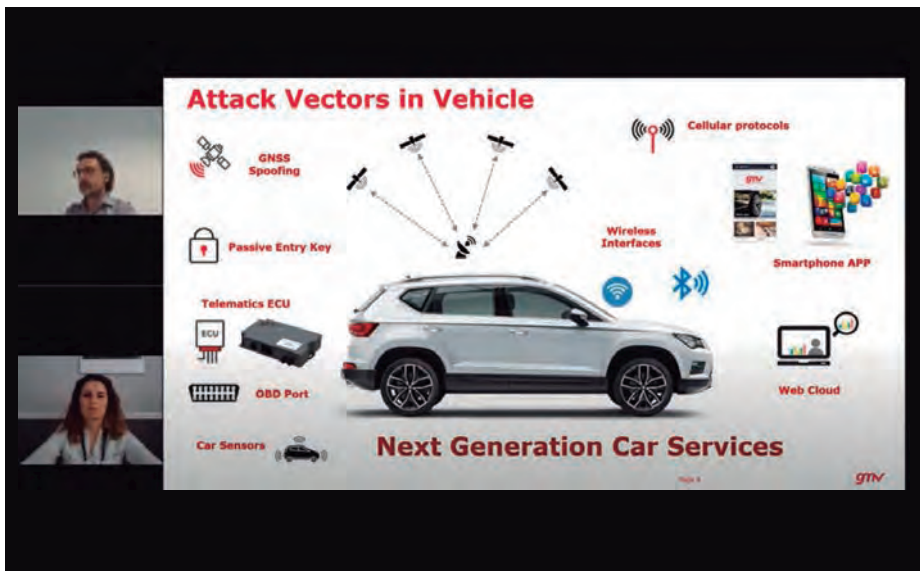 Attack Vectors in Vehicle
GNSS
Spoofing
Cellular protocols
gmv
Passive Entry Key
Wireless
Interfaces
Smartphone APP
Telematics ECU
ECU
OBD Port
Web Cloud
Car Sensors
Next Generation Car Services
gmv